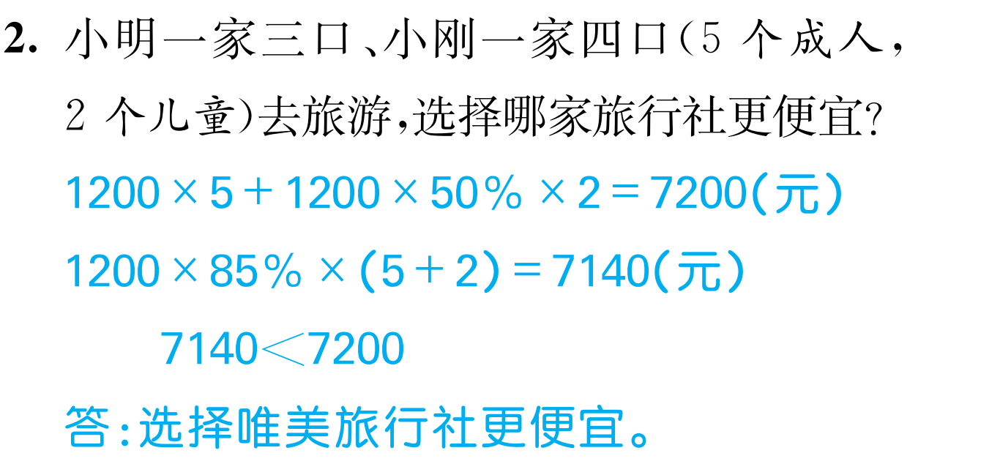 2. 小明一家三口、小刚一家四口(5 个成人,
2 个儿童)去旅游,选择哪家旅行社更便宜?
1200×5+1200×50%×2=7200(元)
1200×85%×(5+2)=7140(元)
7140<7200
答:选择唯美旅行社更便宜。